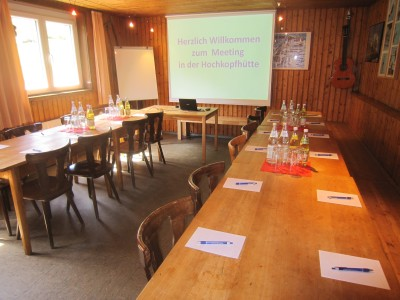 Herzlich Willkommen
zum Meeting
in der Hochkopfhütte